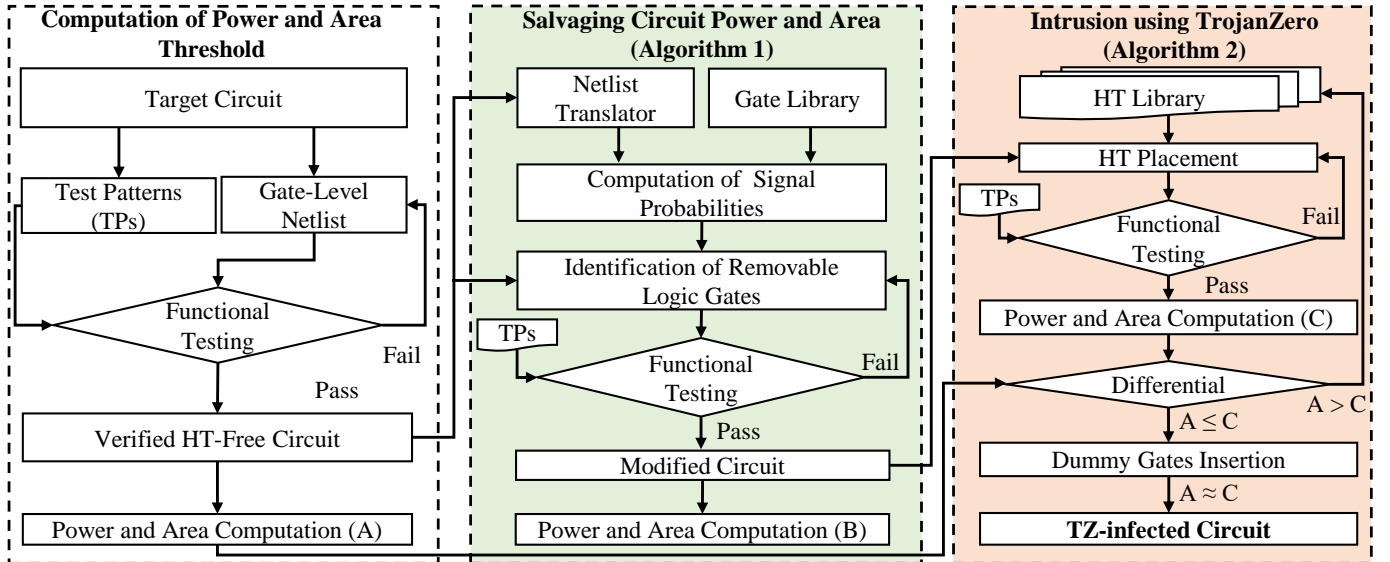 Computation of Power and Area
Threshold
Target Circuit
Test Patterns
(TPs)
Gate-Level
Netlist
Functional
Testing
Fail
Pass
Verified HT-Free Circuit
Power and Area Computation (A)
Salvaging Circuit Power and Area
(Algorithm 1)
Netlist
Translator
Gate Library
Computation of Signal
Probabilities
Identification of Removable
Logic Gates
TPs
Functional
Testing
Fail
Pass
Modified Circuit
Power and Area Computation (B)
Intrusion using TrojanZero
(Algorithm 2)
HT Library
HT Placement
TPs
Functional
Testing
Fail
Pass
Power and Area Computation (C)
Differential
A > C
A ≤ C
Dummy Gates Insertion
A ≈ C
TZ-infected Circuit